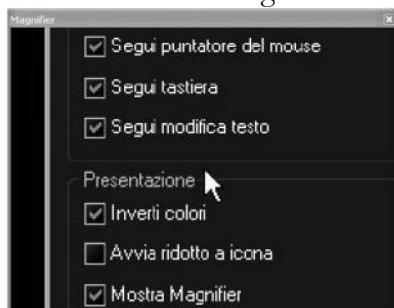 Magnifier
Segui puntatore del mouse
Segui tastiera
Segui modifica testo
Presentazione
Inverti colori
Avvia ridotto a icona
Mostra Magnifier